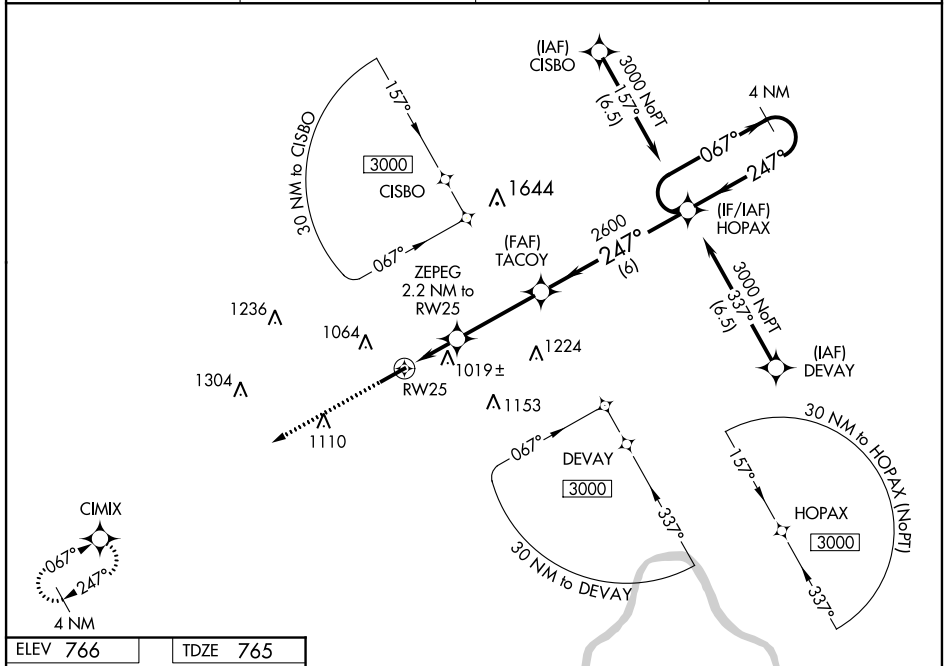 (IAF)
CISBO
3000 NoPT
157°
(6.5)
4 NM
067°
247°
(IF/IAF)
HOPAX
30 NM to CISBO
157°
3000
CISBO
067°
1644
2600
247°
(6)
(FAF)
TACOY
ZEPEG
2.2 NM to
RW25
3000 NoPT
337°
(6.5)
(IAF)
DEVAY
1236
1064
1304
1224
1019±
RW25
1153
1110
067°
DEVAY
3000
337°
30 NM to DEVAY
30 NM to HOPAX (NoPT)
157°
HOPAX
3000
337°
CIMIX
067°
247°
4 NM
ELEV 766
TDZE 765